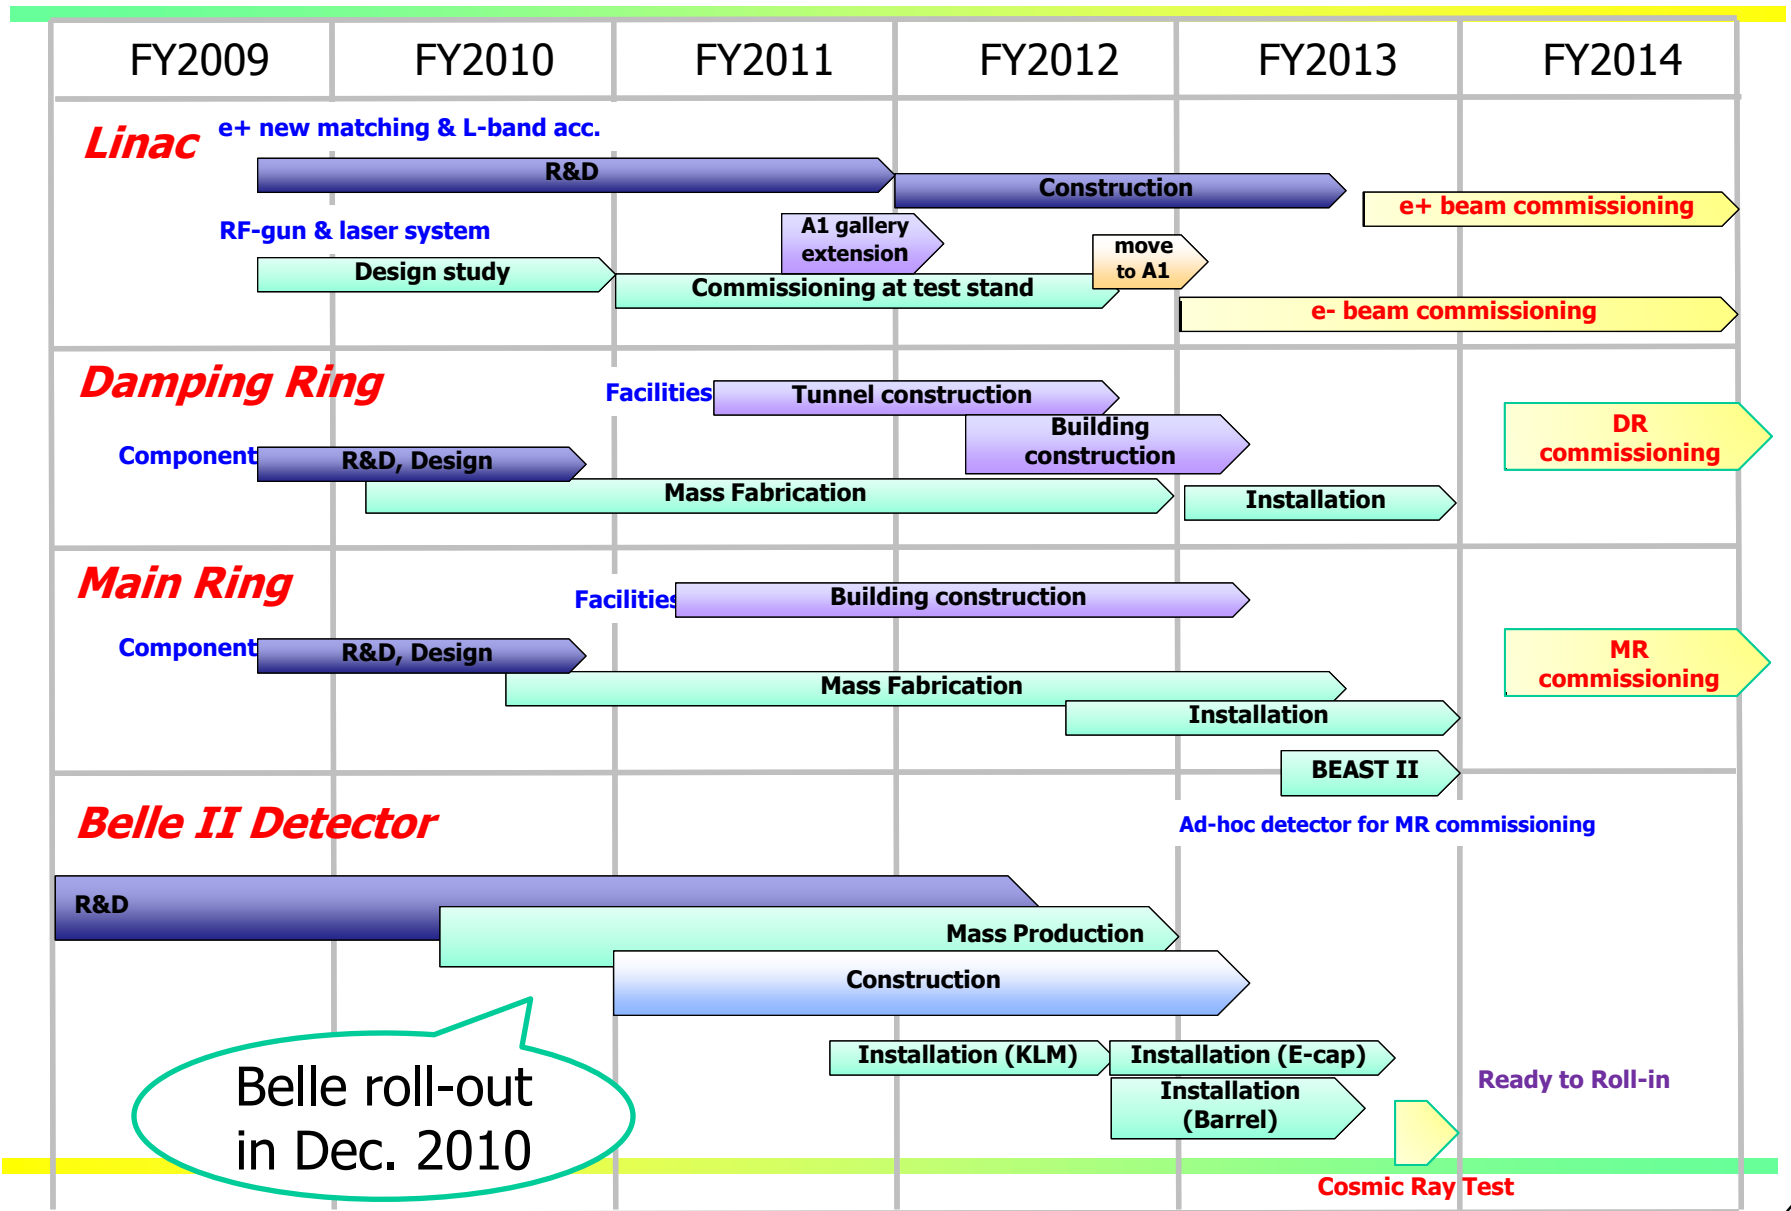 FY2009 FY2010 FY2011 FY2012 FY2013 FY2014
Linac
e+ new matching & L-band acc.
R&D
Construction
e+ beam commissioning
RF-gun & laser system
A1 gallery
extension
move
to A1
Design study
Commissioning at test stand
e- beam commissioning
Damping Ring
Facilities
Tunnel construction
Building
construction
DR
commissioning
Component
R&D, Design
Mass Fabrication
Installation
Main Ring
Facilities
Building construction
Component
R&D, Design
MR
commissioning
Mass Fabrication
Installation
BEAST II
Belle II Detector
Ad-hoc detector for MR commissioning
R&D
Mass Production
Construction
Installation (KLM)
Installation (E-cap)
Installation
(Barrel)
Ready to Roll-in
Belle roll-out
in Dec. 2010
Cosmic Ray Test